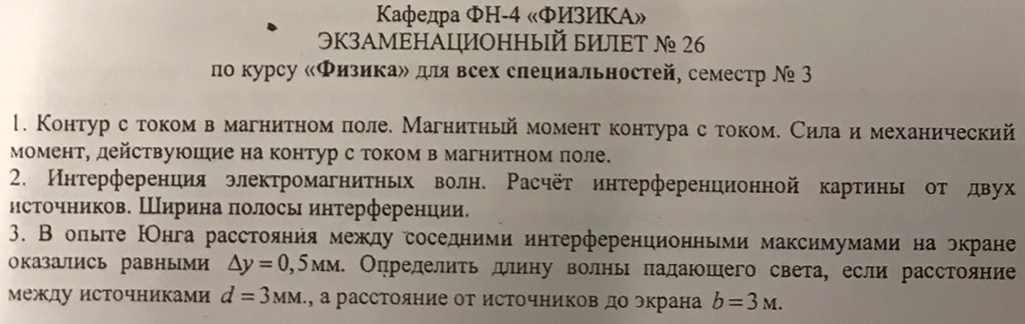 Кафедра ФН-4 «ФИЗИКА»
ЭКЗАМЕНАЦИОННЫЙ БИЛЕТ № 26
по курсу «Физика» для всех специальностей, семестр № 3
1. Контур с током в магнитном поле. Магнитный момент контура с током. Сила и механический
момент, действующие на контур с током в магнитном поле.
2. Интерференция электромагнитных волн. Расчёт интерференционной картины от двух
источников. Ширина полосы интерференции.
3. В опыте Юнга расстояния между соседними интерференционными максимумами на экране
оказались равными Δy = 0,5 мм. Определить длину волны падающего света, если расстояние
между источниками d = 3 мм., а расстояние от источников до экрана b = 3 м.